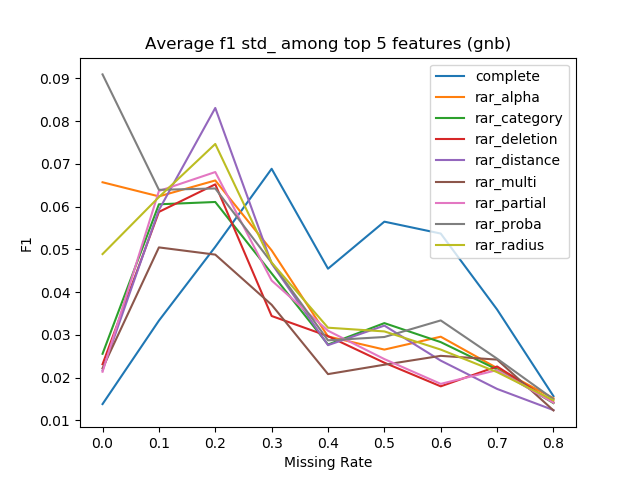 Average f1 std_ among top 5 features (gnb)
complete
rar_alpha
rar_category
rar_deletion
rar_distance
rar_multi
rar_partial
rar_proba
rar_radius
0.09
0.08
0.07
0.06
0.05
0.04
0.03
0.02
0.01
F1
0.0 0.1 0.2 0.3 0.4 0.5 0.6 0.7 0.8
Missing Rate